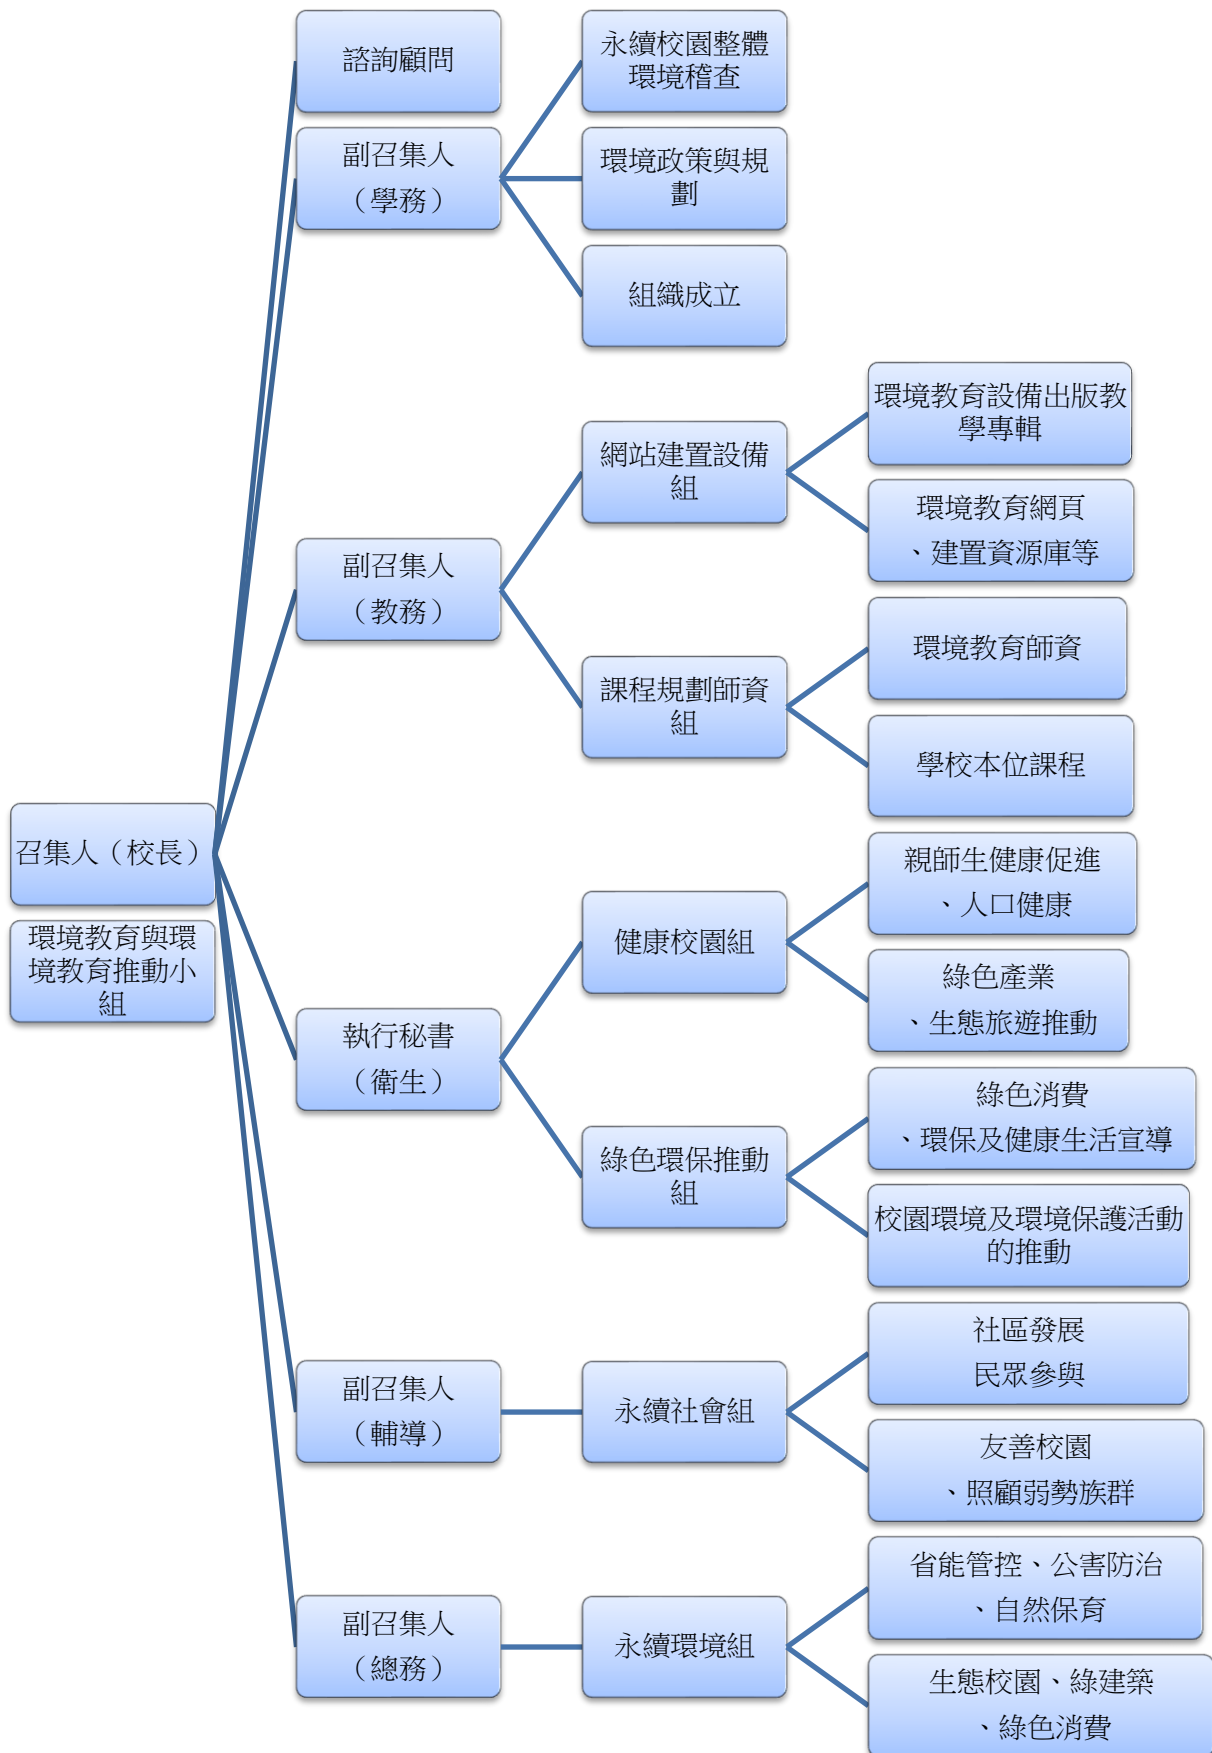 諮詢顧問
副召集人
（學務）
永續校園整體
環境稽查
環境政策與規
劃
組織成立
副召集人
（教務）
網站建置設備
組
環境教育設備出版教
學專輯
環境教育網頁
、建置資源庫等
課程規劃師資
組
環境教育師資
學校本位課程
召集人（校長）
環境教育與環
境教育推動小
組
執行秘書
（衛生）
健康校園組
親師生健康促進
、人口健康
綠色產業
、生態旅遊推動
綠色環保推動
組
綠色消費
、環保及健康生活宣導
校園環境及環境保護活動
的推動
副召集人
（輔導）
永續社會組
社區發展
民眾參與
友善校園
、照顧弱勢族群
副召集人
（總務）
永續環境組
省能管控、公害防治
、自然保育
生態校園、綠建築
、綠色消費